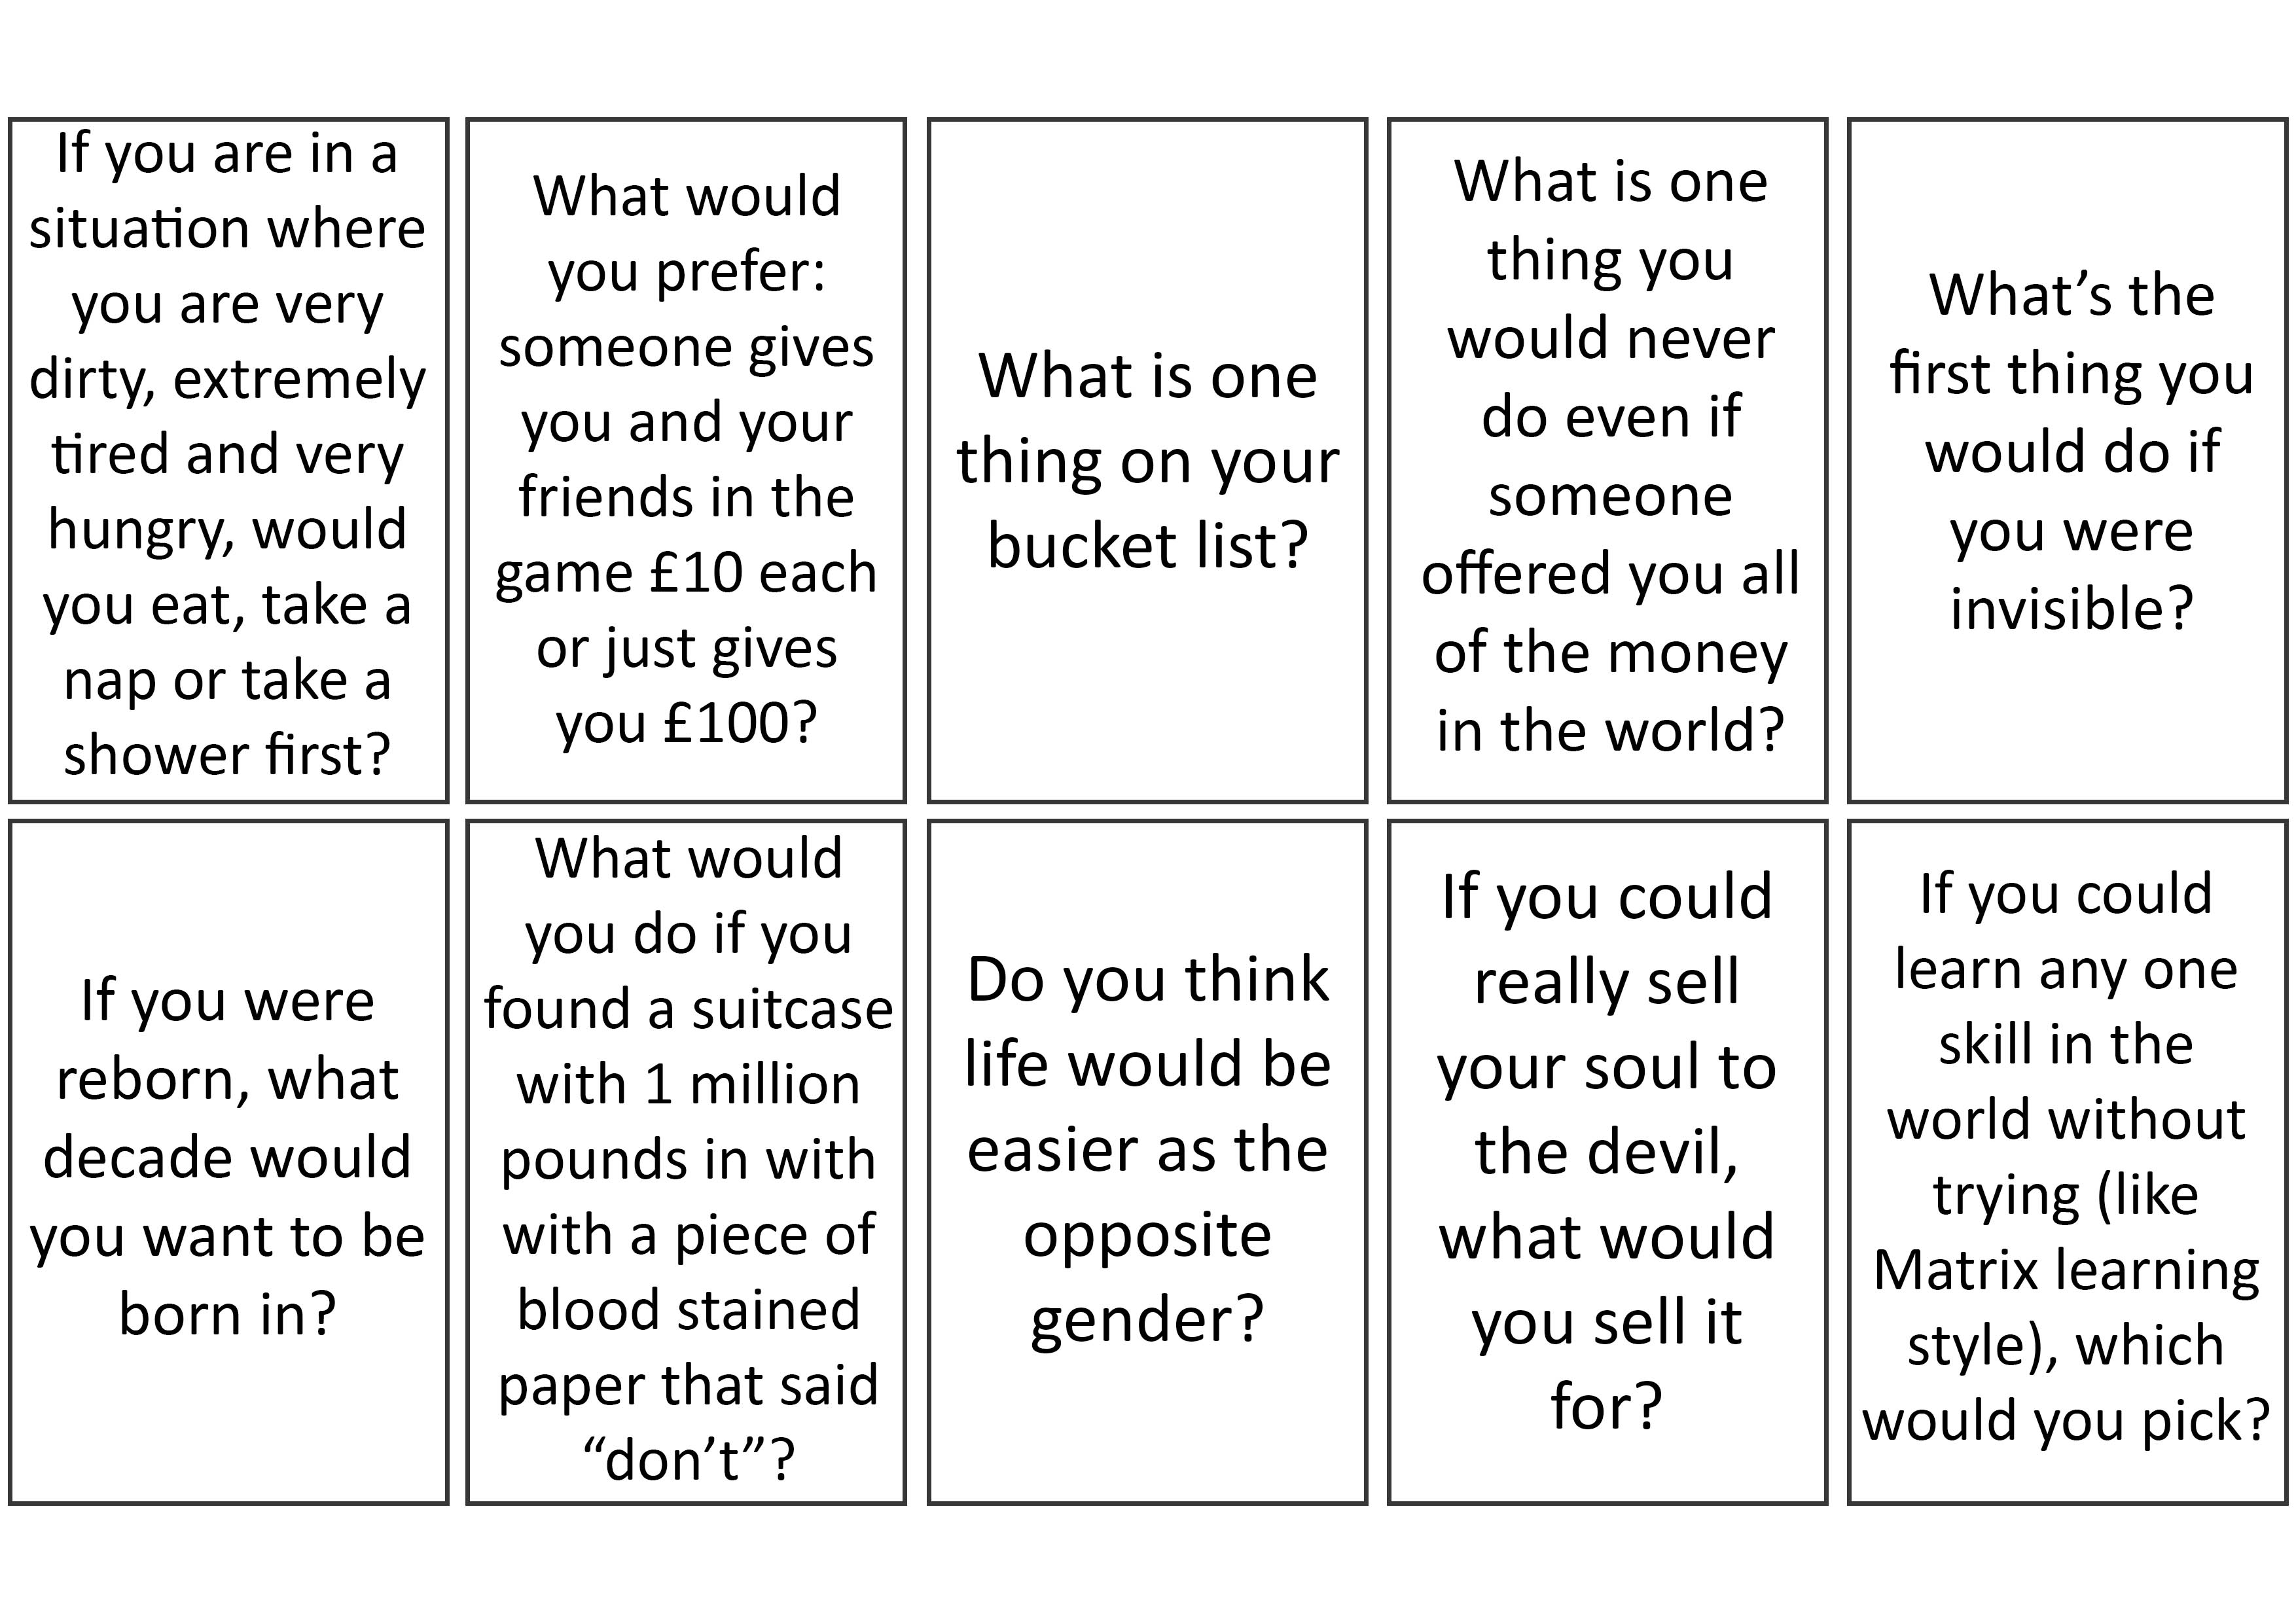 If you are in a
situation where
you are very
dirty, extremely
tired and very
hungry, would
you eat, take a
nap or take a
shower first?
What would
you prefer:
someone gives
you and your
friends in the
game £10 each
or just gives
you £100?
What is one
thing on your
bucket list?
What is one
thing you
would never
do even if
someone
offered you all
of the money
in the world?
What’s the
first thing you
would do if
you were
invisible?
If you were
reborn, what
decade would
you want to be
born in?
What would
you do if you
found a suitcase
with 1 million
pounds in with
with a piece of
blood stained
paper that said
“don’t”?
Do you think
life would be
easier as the
opposite
gender?
If you could
really sell
your soul to
the devil,
what would
you sell it
for?
If you could
learn any one
skill in the
world without
trying (like
Matrix learning
style), which
would you pick?